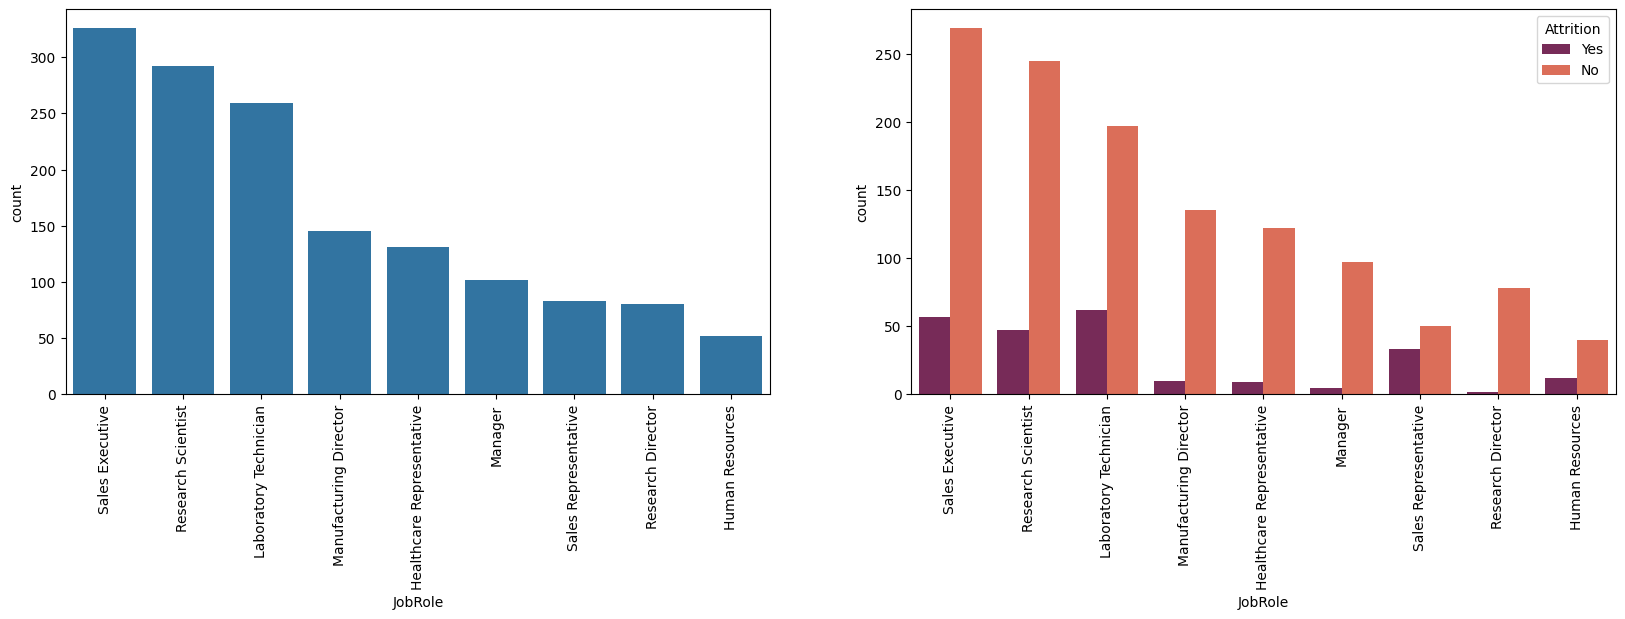 300
250
200
150
100
50
0
count
Sales Executive
Research Scientist
Laboratory Technician
Manufacturing Director
Healthcare Representative
Manager
Sales Representative
Research Director
Human Resources
JobRole
Attrition
Yes
No
250
200
150
100
50
0
count
Sales Executive
Research Scientist
Laboratory Technician
Manufacturing Director
Healthcare Representative
Manager
Sales Representative
Research Director
Human Resources
JobRole